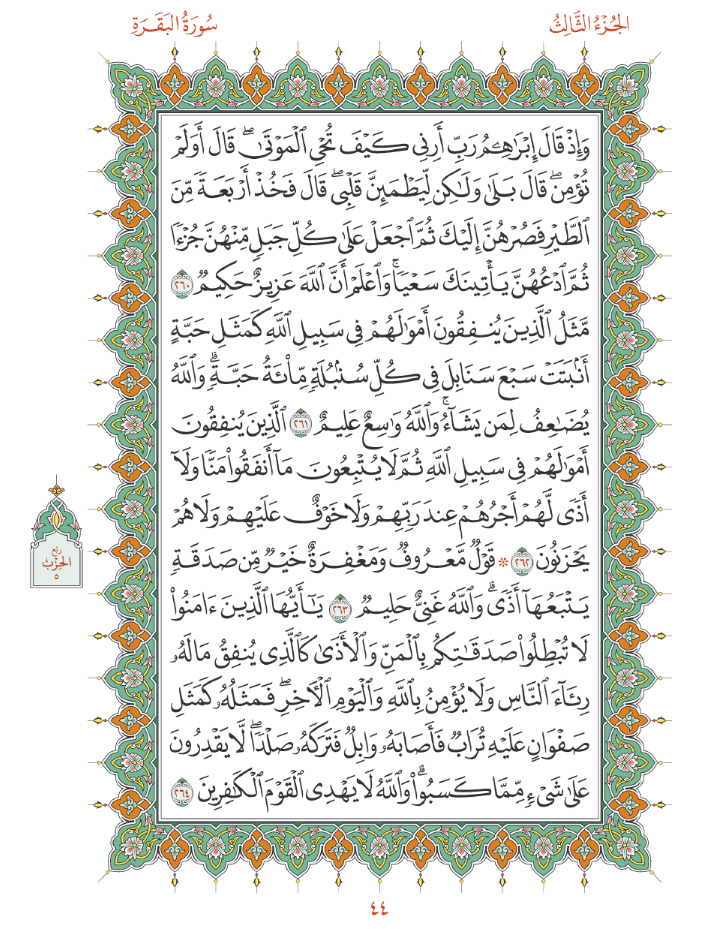 الجُزْءُ الثَّالِثُ
سُورَةُ البَقَرَةِ
وَإِذۡ قَالَ إِبۡرَٰهِـۧمُ رَبِّ أَرِنِي كَيۡفَ تُحۡيِ ٱلۡمَوۡتَىٰۖ قَالَ أَوَلَمۡ
تُؤۡمِنۖ قَالَ بَلَىٰ وَلَٰكِن لِّيَطۡمَئِنَّ قَلۡبِيۖ قَالَ فَخُذۡ أَرۡبَعَةٗ مِّنَ
ٱلطَّيۡرِ فَصُرۡهُنَّ إِلَيۡكَ ثُمَّ ٱجۡعَلۡ عَلَىٰ كُلِّ جَبَلٖ مِّنۡهُنَّ جُزۡءٗا
ثُمَّ ٱدۡعُهُنَّ يَأۡتِينَكَ سَعۡيٗاۚ وَٱعۡلَمۡ أَنَّ ٱللَّهَ عَزِيزٌ حَكِيمٞ ٢٦٠
مَّثَلُ ٱلَّذِينَ يُنفِقُونَ أَمۡوَٰلَهُمۡ فِي سَبِيلِ ٱللَّهِ كَمَثَلِ حَبَّةٍ
أَنۢبَتَتۡ سَبۡعَ سَنَابِلَ فِي كُلِّ سُنۢبُلَةٖ مِّاْئَةُ حَبَّةٖۗ وَٱللَّهُ
يُضَٰعِفُ لِمَن يَشَآءُۚ وَٱللَّهُ وَٰسِعٌ عَلِيمٌ ٢٦١ ٱلَّذِينَ يُنفِقُونَ
أَمۡوَٰلَهُمۡ فِي سَبِيلِ ٱللَّهِ ثُمَّ لَا يُتۡبِعُونَ مَآ أَنفَقُواْ مَنّٗا وَلَآ
أَذٗى لَّهُمۡ أَجۡرُهُمۡ عِندَ رَبِّهِمۡ وَلَا خَوۡفٌ عَلَيۡهِمۡ وَلَا هُمۡ
يَحۡزَنُونَ ٢٦٢ ۞ قَوۡلٞ مَّعۡرُوفٞ وَمَغۡفِرَةٌ خَيۡرٞ مِّن صَدَقَةٖ
يَتۡبَعُهَآ أَذٗىۗ وَٱللَّهُ غَنِيٌّ حَلِيمٞ ٢٦٣ يَٰٓأَيُّهَا ٱلَّذِينَ ءَامَنُواْ
لَا تُبۡطِلُواْ صَدَقَٰتِكُم بِٱلۡمَنِّ وَٱلۡأَذَىٰ كَٱلَّذِي يُنفِقُ مَالَهُۥ
رِئَآءَ ٱلنَّاسِ وَلَا يُؤۡمِنُ بِٱللَّهِ وَٱلۡيَوۡمِ ٱلۡأٓخِرِۖ فَمَثَلُهُۥ كَمَثَلِ
صَفۡوَانٍ عَلَيۡهِ تُرَابٞ فَأَصَابَهُۥ وَابِلٞ فَتَرَكَهُۥ صَلۡدٗاۖ لَّا يَقۡدِرُونَ
عَلَىٰ شَيۡءٖ مِّمَّا كَسَبُواْۗ وَٱللَّهُ لَا يَهۡدِي ٱلۡقَوۡمَ ٱلۡكَٰفِرِينَ ٢٦٤
ربع
الحِزْب
٥
٤٤